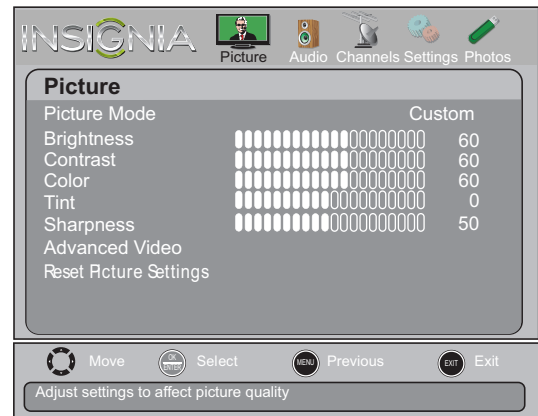 INSIGNIA
Picture Audio Channels Settings Photos
Picture
Picture Mode Custom
Brightness 60
Contrast 60
Color 60
Tint 0
Sharpness 50
Advanced Video
Reset Picture Settings
Move OK ENTER Select MENU Previous EXIT Exit
Adjust settings to affect picture quality